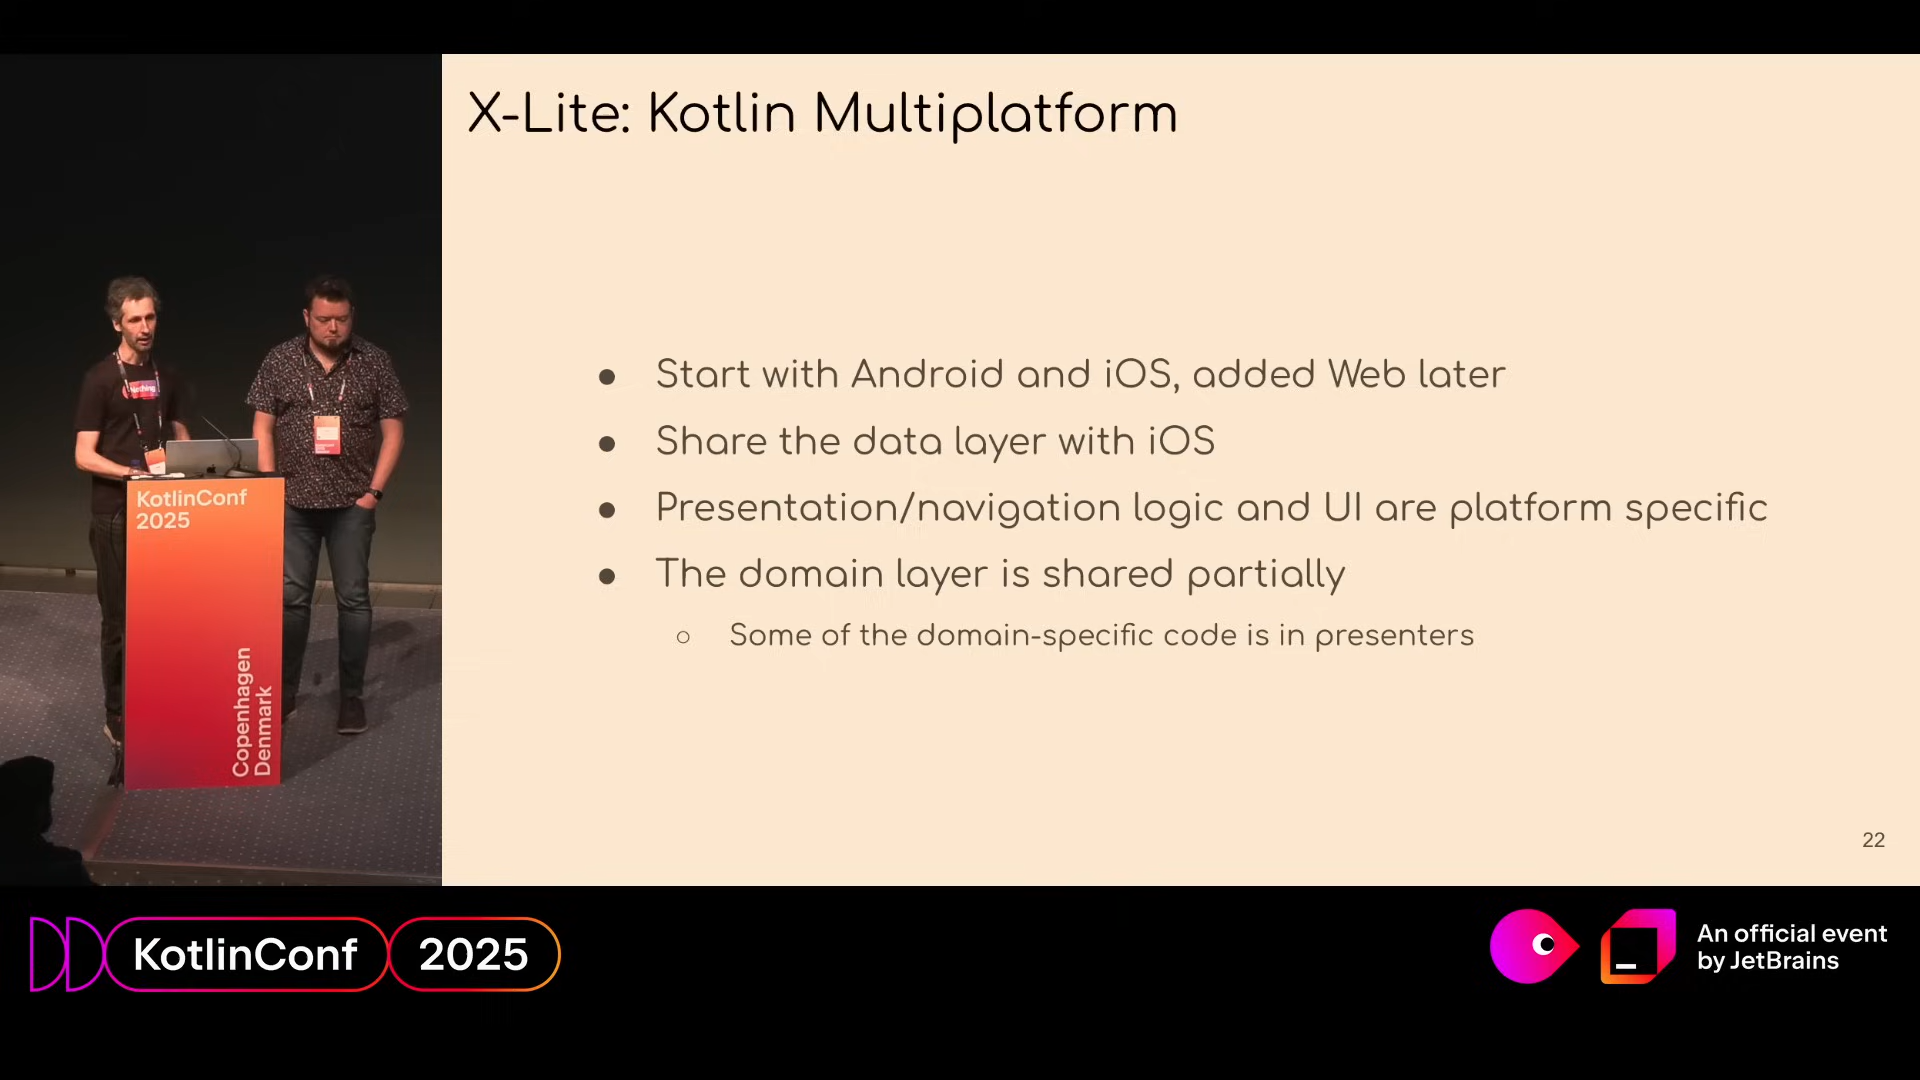 X-Lite: Kotlin Multiplatform
● Start with Android and iOS, added Web later
● Share the data layer with iOS
● Presentation/navigation logic and UI are platform specific
● The domain layer is shared partially
○ Some of the domain-specific code is in presenters
22
KotlinConf
2025
Copenhagen
Denmark
KotlinConf 2025
An official event
by JetBrains